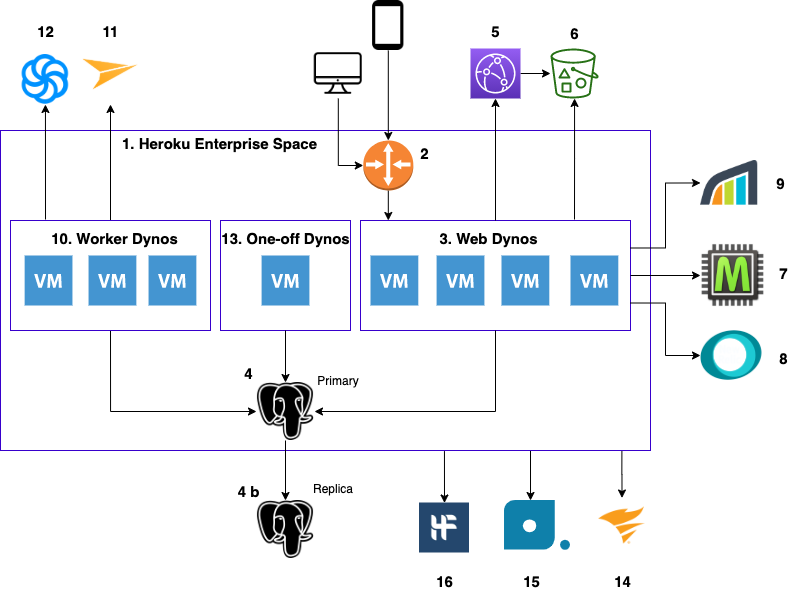 12
11
5
6
1. Heroku Enterprise Space
2
9
10. Worker Dynos
13. One-off Dynos
3. Web Dynos
VM
VM
VM
VM
VM
VM
VM
VM
M
7
8
4
Primary
4 b
Replica
HF
16
15
14